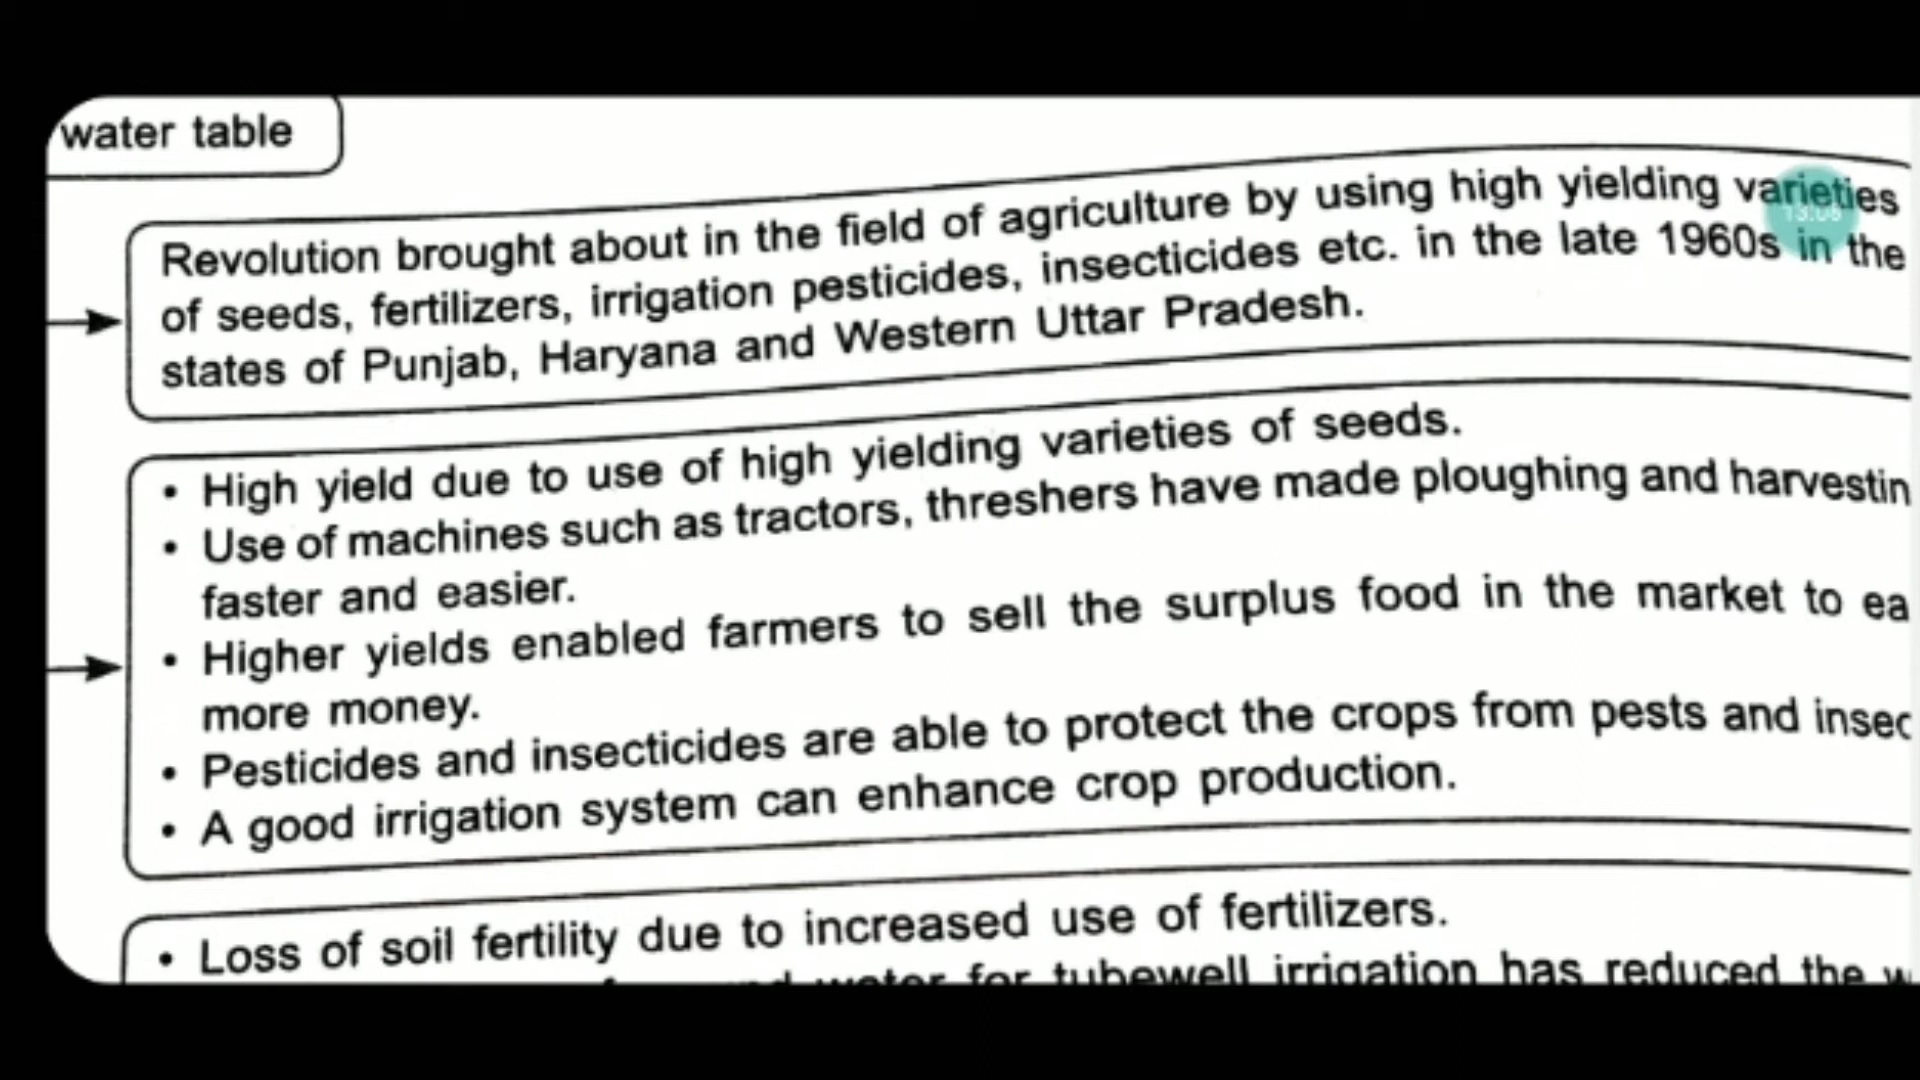 water table
Revolution brought about in the field of agriculture by using high yielding varieties
of seeds, fertilizers, irrigation pesticides, insecticides etc. in the late 1960s in the
states of Punjab, Haryana and Western Uttar Pradesh.
• High yield due to use of high yielding varieties of seeds.
• Use of machines such as tractors, threshers have made ploughing and harvestin
faster and easier.
• Higher yields enabled farmers to sell the surplus food in the market to ea
more money.
• Pesticides and insecticides are able to protect the crops from pests and insec
• A good irrigation system can enhance crop production.
• Loss of soil fertility due to increased use of fertilizers.
water for tubewell irrigation has reduced the w